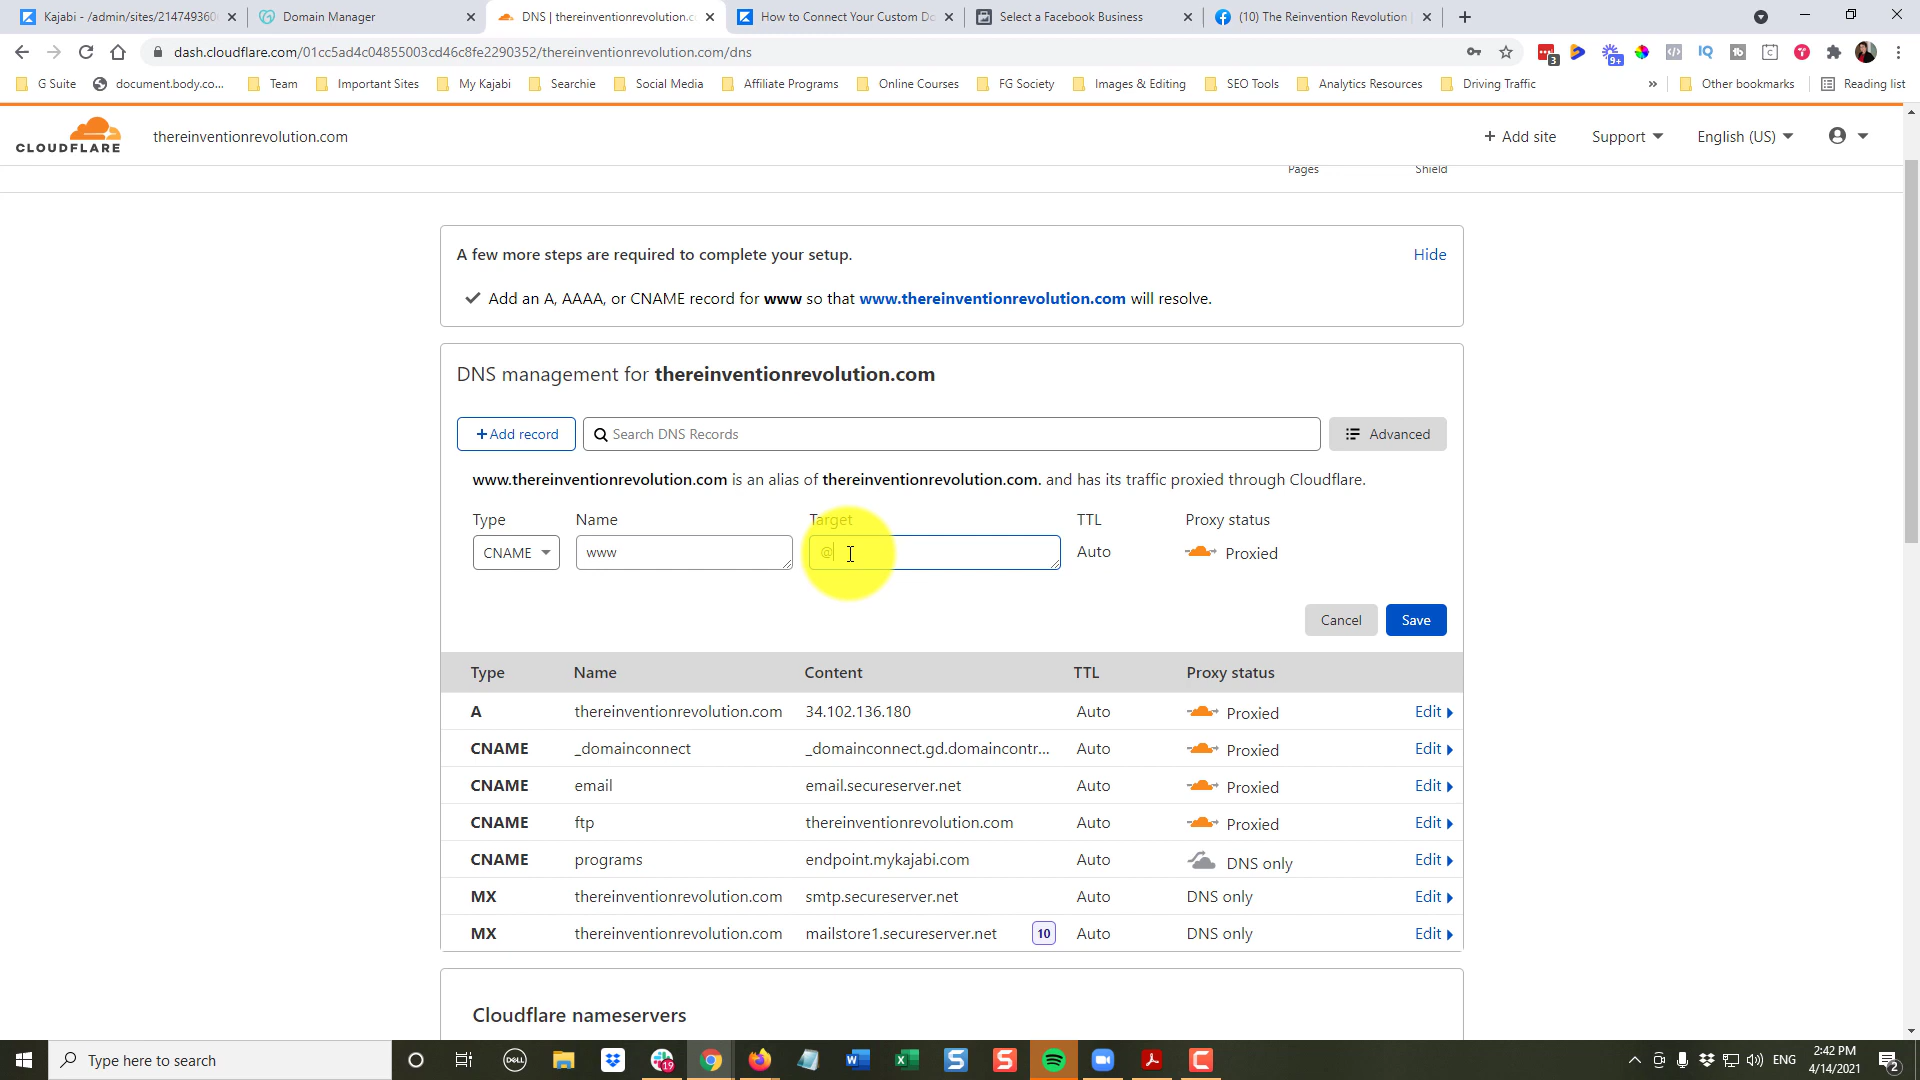 Kajabi - /admin/sites/214749360
Domain Manager
DNS | thereinventionrevolution.c
How to Connect Your Custom Do
Select a Facebook Business
(10) The Reinvention Revolution |
dash.cloudflare.com/01cc5ad4c04855003cd46c8fe2290352/thereinventionrevolution.com/dns
3
9+
G Suite
document.body.co...
Team
Important Sites
My Kajabi
Searchie
Social Media
Affiliate Programs
Online Courses
FG Society
Images & Editing
SEO Tools
Analytics Resources
Driving Traffic
»
Other bookmarks
Reading list
CLOUDFLARE
thereinventionrevolution.com
+ Add site
Support
English (US)
Pages
Shield
A few more steps are required to complete your setup.
Hide
Add an A, AAAA, or CNAME record for www so that www.thereinventionrevolution.com will resolve.
DNS management for thereinventionrevolution.com
+Add record
Search DNS Records
Advanced
www.thereinventionrevolution.com is an alias of thereinventionrevolution.com. and has its traffic proxied through Cloudflare.
Type Name Target TTL Proxy status
CNAME www @ Auto Proxied
Cancel
Save
Type Name Content TTL Proxy status
A thereinventionrevolution.com 34.102.136.180 Auto Proxied Edit
CNAME _domainconnect _domainconnect.gd.domaincontr... Auto Proxied Edit
CNAME email email.secureserver.net Auto Proxied Edit
CNAME ftp thereinventionrevolution.com Auto Proxied Edit
CNAME programs endpoint.mykajabi.com Auto DNS only Edit
MX thereinventionrevolution.com smtp.secureserver.net Auto DNS only Edit
MX thereinventionrevolution.com mailstore1.secureserver.net 10 Auto DNS only Edit
Cloudflare nameservers
Type here to search
DELL
19
ENG
2:42 PM
4/14/2021
2